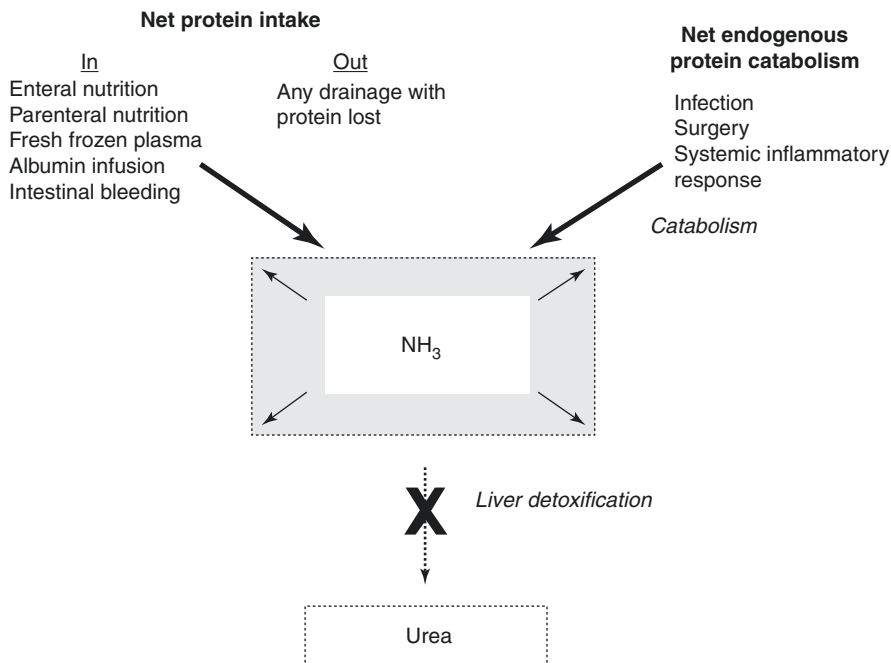 Net protein intake
In
Enteral nutrition
Parenteral nutrition
Fresh frozen plasma
Albumin infusion
Intestinal bleeding
Out
Any drainage with
protein lost
Net endogenous
protein catabolism
Infection
Surgery
Systemic inflammatory
response
Catabolism
NH₃
X
Liver detoxification
Urea